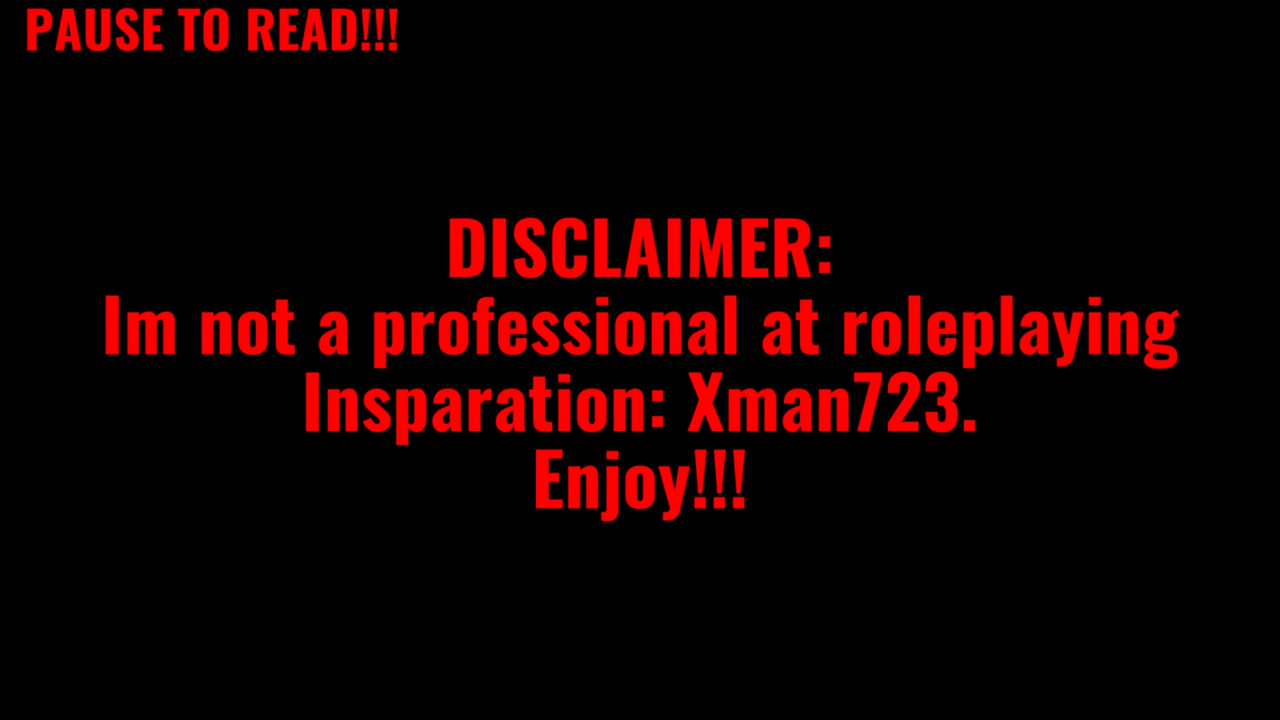 PAUSE TO READ!!!
DISCLAIMER:
Im not a professional at roleplaying
Insparation: Xman723.
Enjoy!!!